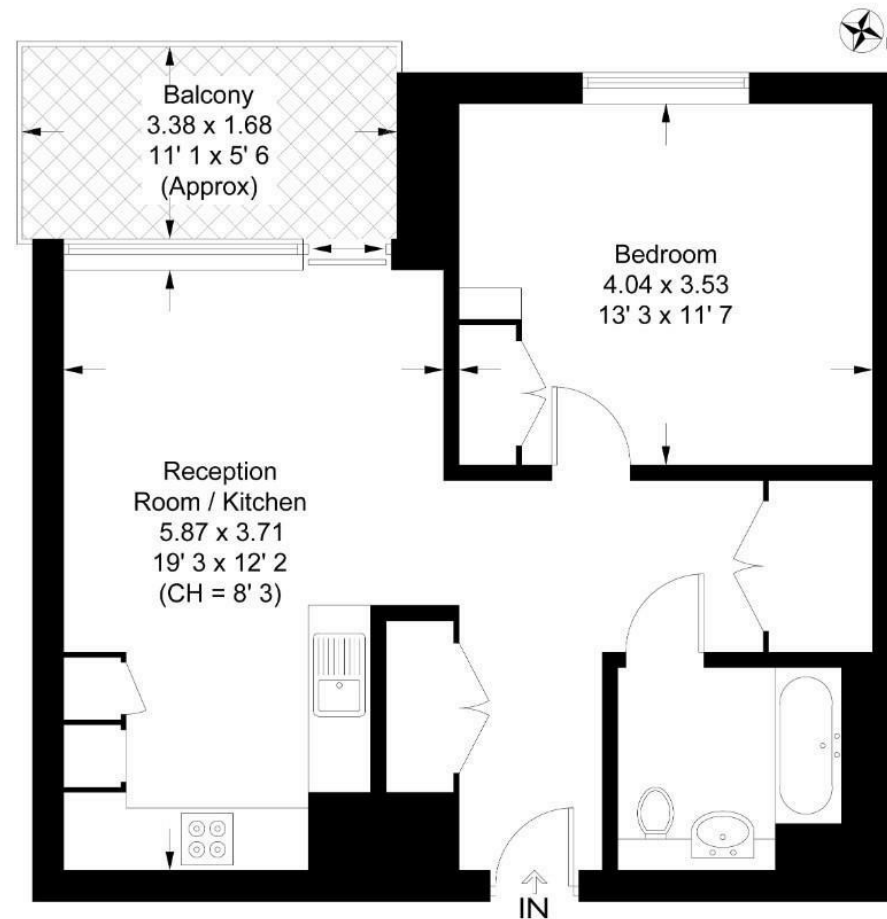 Balcony
3.38 x 1.68
11' 1 x 5' 6
(Approx)
Bedroom
4.04 x 3.53
13' 3 x 11' 7
Reception
Room / Kitchen
5.87 x 3.71
19' 3 x 12' 2
(CH = 8' 3)
IN